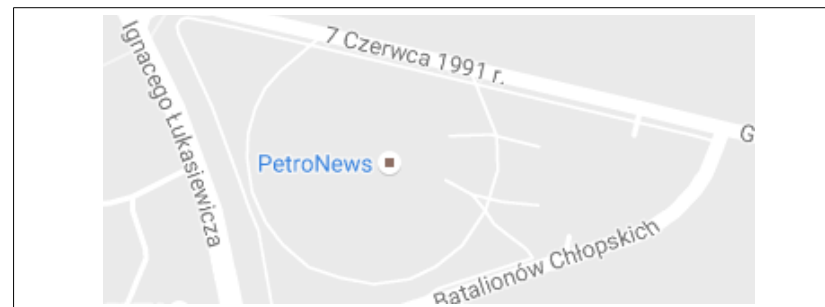 7 Czerwca 1991 r.
Ignacego Łukasiewicza
G
PetroNews
Batalionów Chłopskich